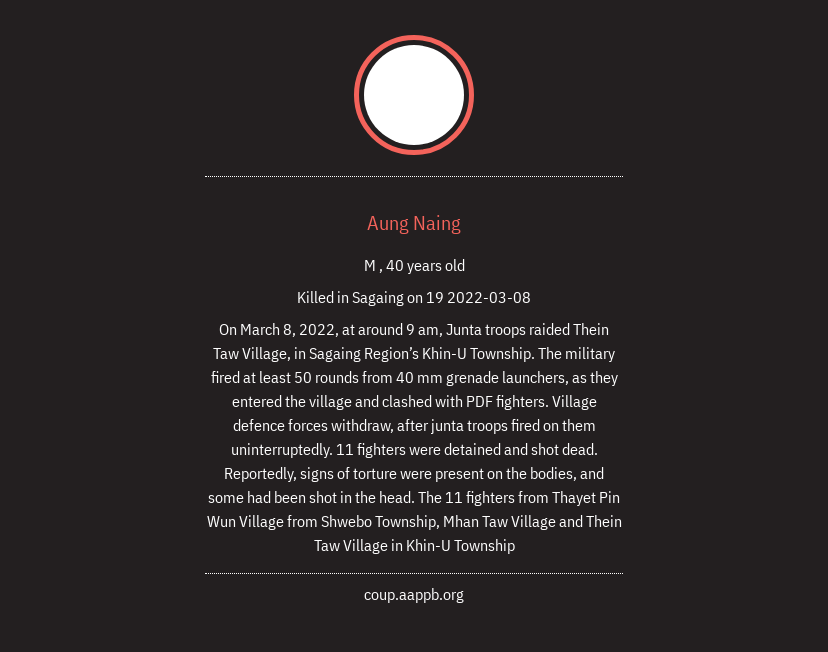 Aung Naing
M , 40 years old
Killed in Sagaing on 19 2022-03-08
On March 8, 2022, at around 9 am, Junta troops raided Thein
Taw Village, in Sagaing Region’s Khin-U Township. The military
fired at least 50 rounds from 40 mm grenade launchers, as they
entered the village and clashed with PDF fighters. Village
defence forces withdraw, after junta troops fired on them
uninterruptedly. 11 fighters were detained and shot dead.
Reportedly, signs of torture were present on the bodies, and
some had been shot in the head. The 11 fighters from Thayet Pin
Wun Village from Shwebo Township, Mhan Taw Village and Thein
Taw Village in Khin-U Township
coup.aappb.org